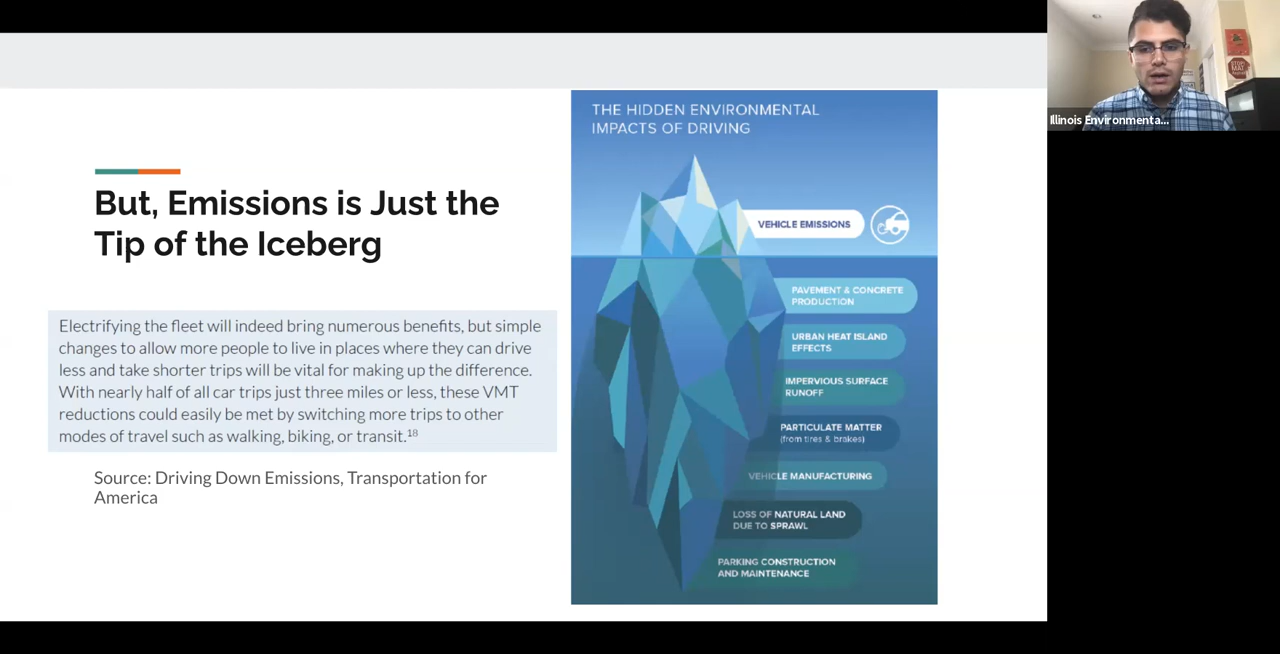 But, Emissions is Just the
Tip of the Iceberg
Electrifying the fleet will indeed bring numerous benefits, but simple
changes to allow more people to live in places where they can drive
less and take shorter trips will be vital for making up the difference.
With nearly half of all car trips just three miles or less, these VMT
reductions could easily be met by switching more trips to other
modes of travel such as walking, biking, or transit.¹⁸
Source: Driving Down Emissions, Transportation for
America
THE HIDDEN ENVIRONMENTAL
IMPACTS OF DRIVING
VEHICLE EMISSIONS
PAVEMENT & CONCRETE
PRODUCTION
URBAN HEAT ISLAND
EFFECTS
IMPERVIOUS SURFACE
RUNOFF
PARTICULATE MATTER
(from tires & brakes)
VEHICLE MANUFACTURING
LOSS OF NATURAL LAND
DUE TO SPRAWL
PARKING CONSTRUCTION
AND MAINTENANCE
Illinois Environmenta...